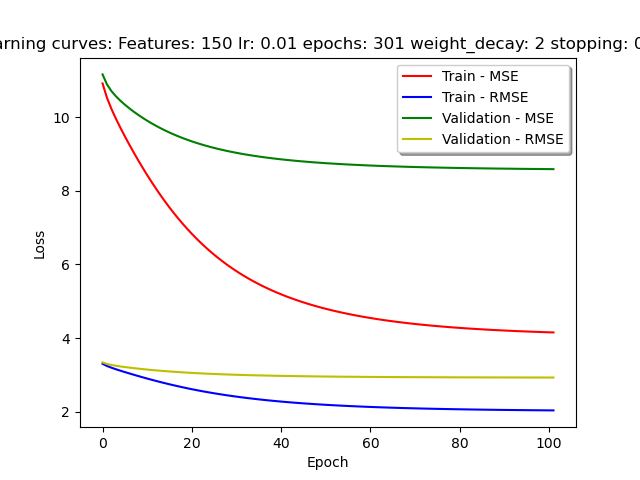 arning curves: Features: 150 lr: 0.01 epochs: 301 weight_decay: 2 stopping: 0
Train - MSE
Train - RMSE
Validation - MSE
Validation - RMSE
10
8
6
4
2
Loss
0 20 40 60 80 100
Epoch